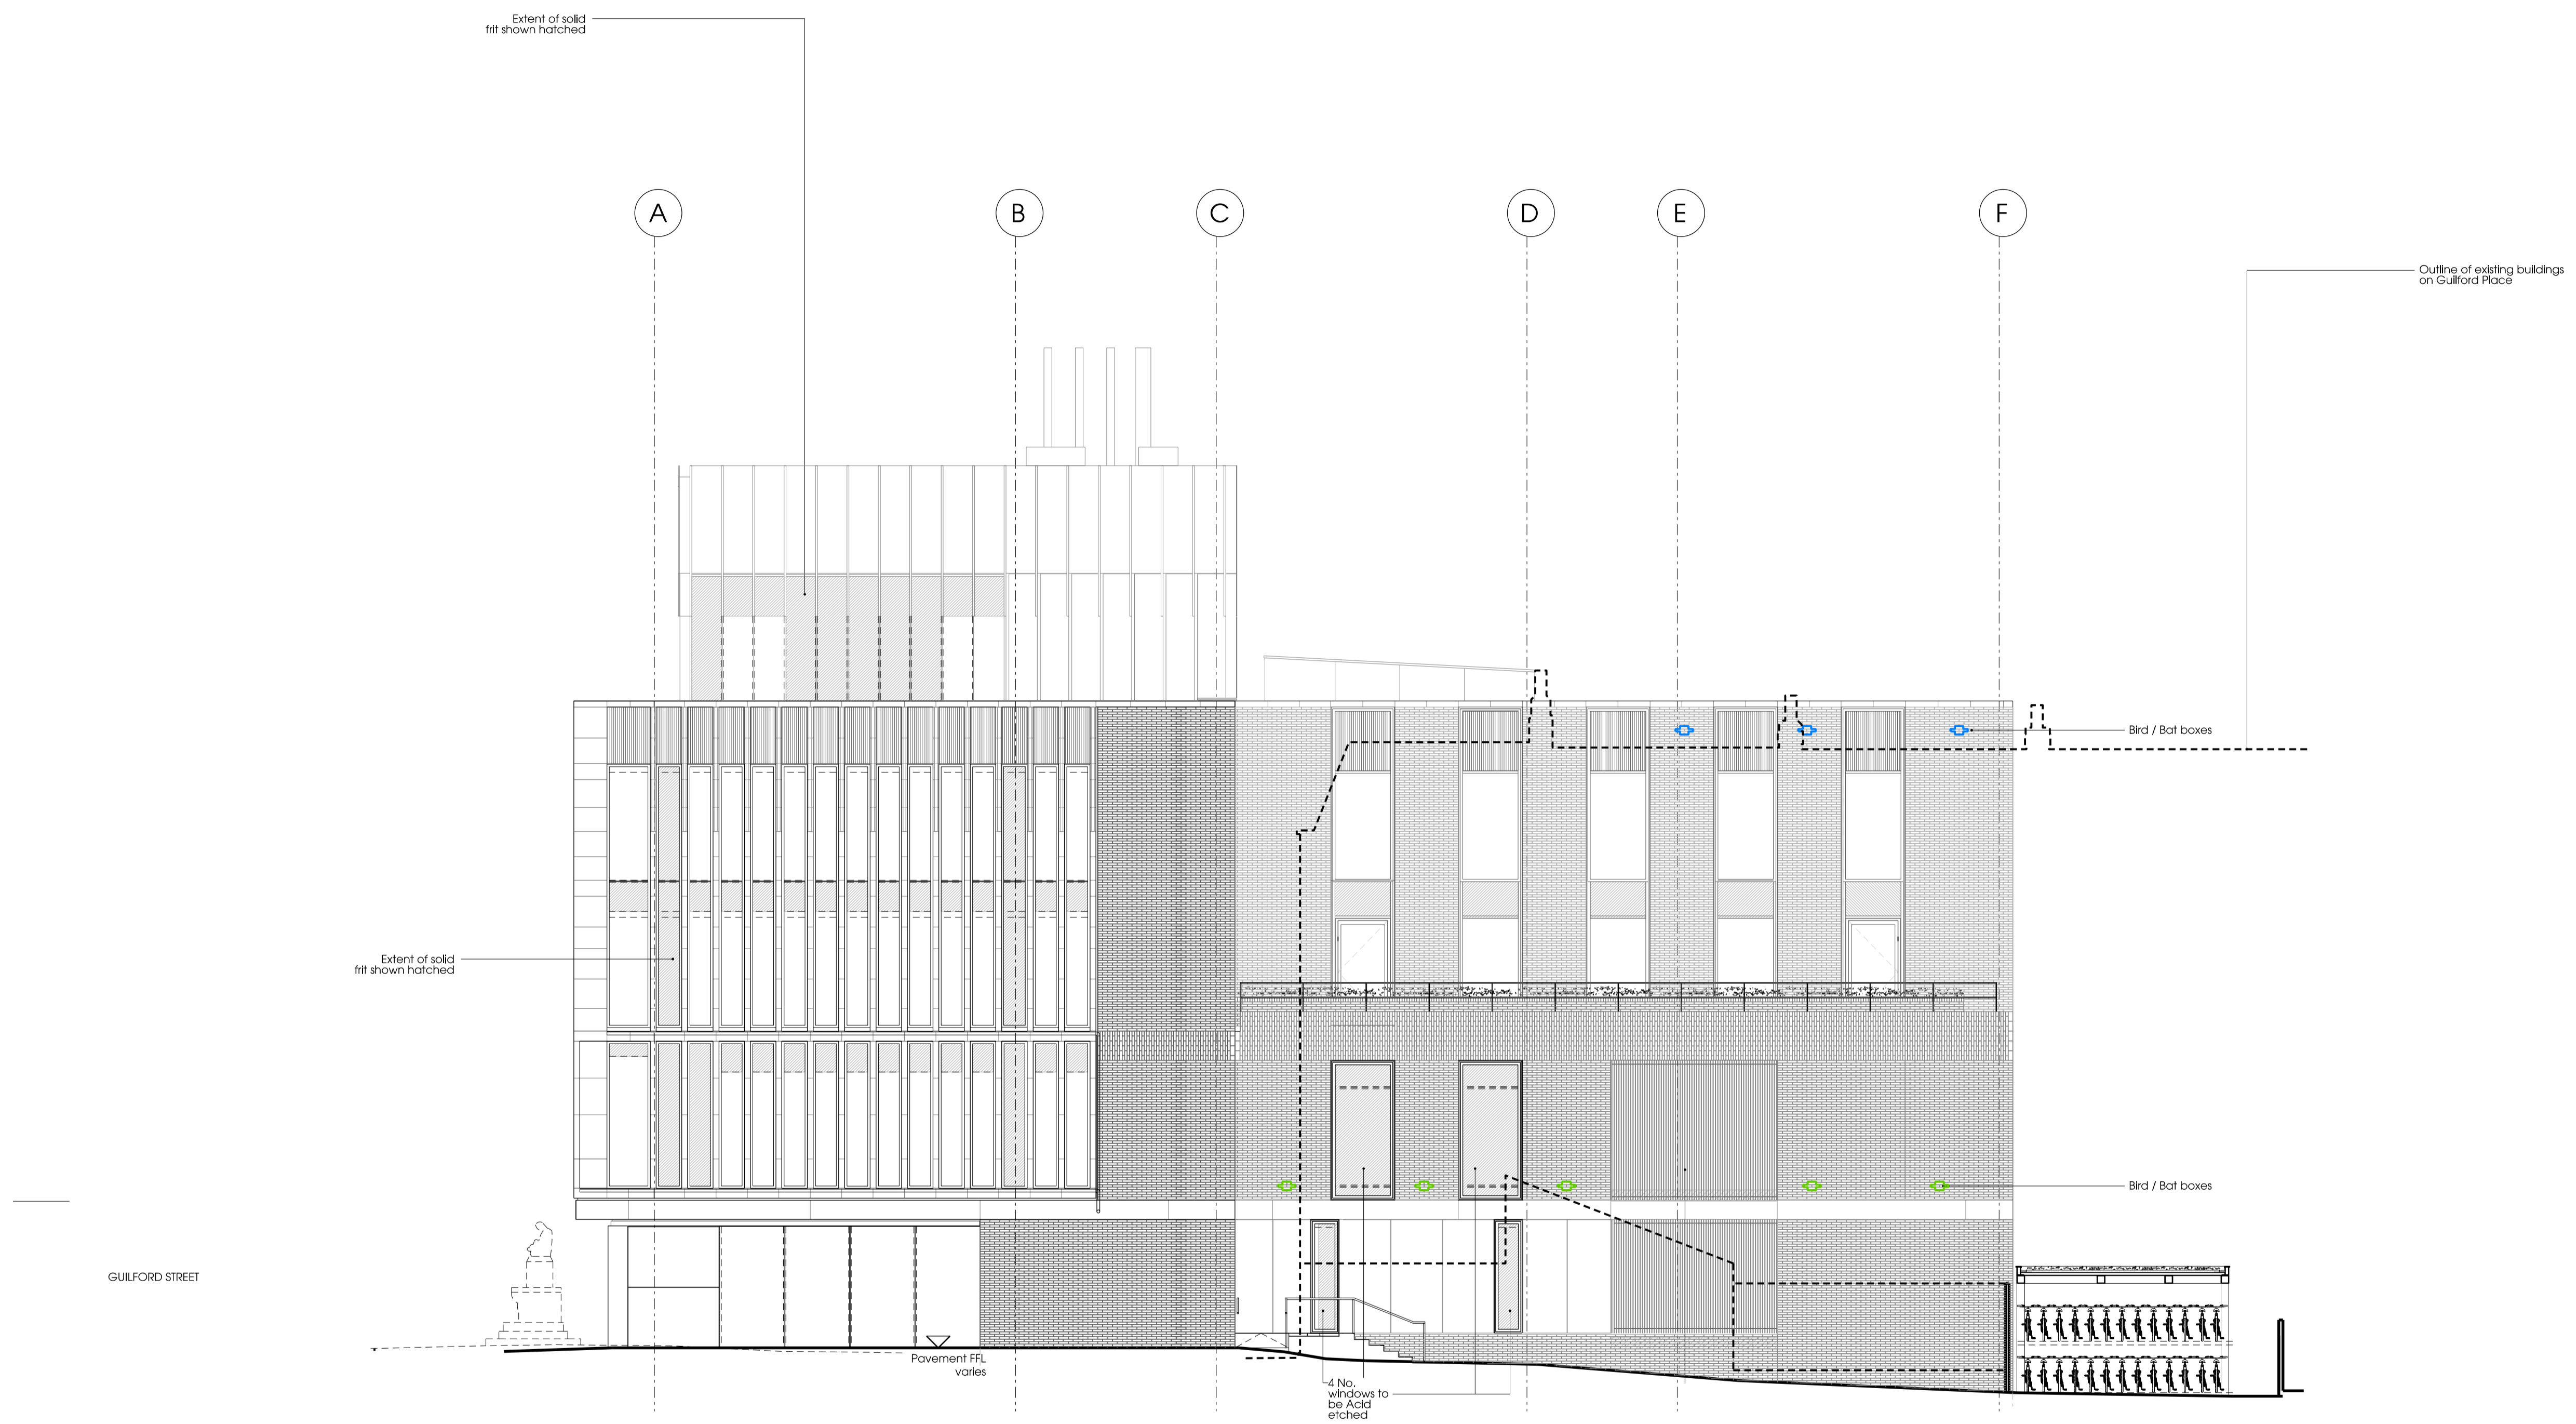 Extent of solid
frit shown hatched
A
B
C
D
E
F
Outline of existing buildings
on Guilford Place
Bird / Bat boxes
Extent of solid
frit shown hatched
Bird / Bat boxes
GUILFORD STREET
Pavement FFL
varies
4 No.
windows to
be Acid
etched